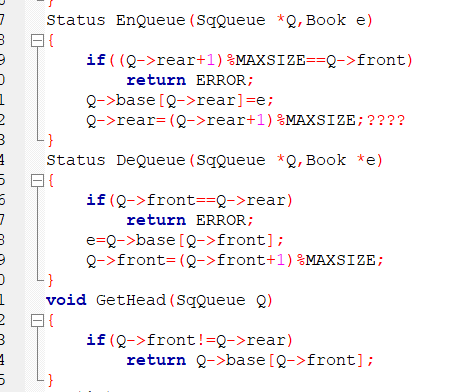 7 Status EnQueue(SqQueue *Q,Book e)
8 {
9 if((Q->rear+1)%MAXSIZE==Q->front)
0 return ERROR;
1 Q->base[Q->rear]=e;
2 Q->rear=(Q->rear+1)%MAXSIZE;????
3 }
4 Status DeQueue(SqQueue *Q,Book *e)
5 {
6 if(Q->front==Q->rear)
7 return ERROR;
8 e=Q->base[Q->front];
9 Q->front=(Q->front+1)%MAXSIZE;
0 }
1 void GetHead(SqQueue Q)
2 {
3 if(Q->front!=Q->rear)
4 return Q->base[Q->front];
5 }